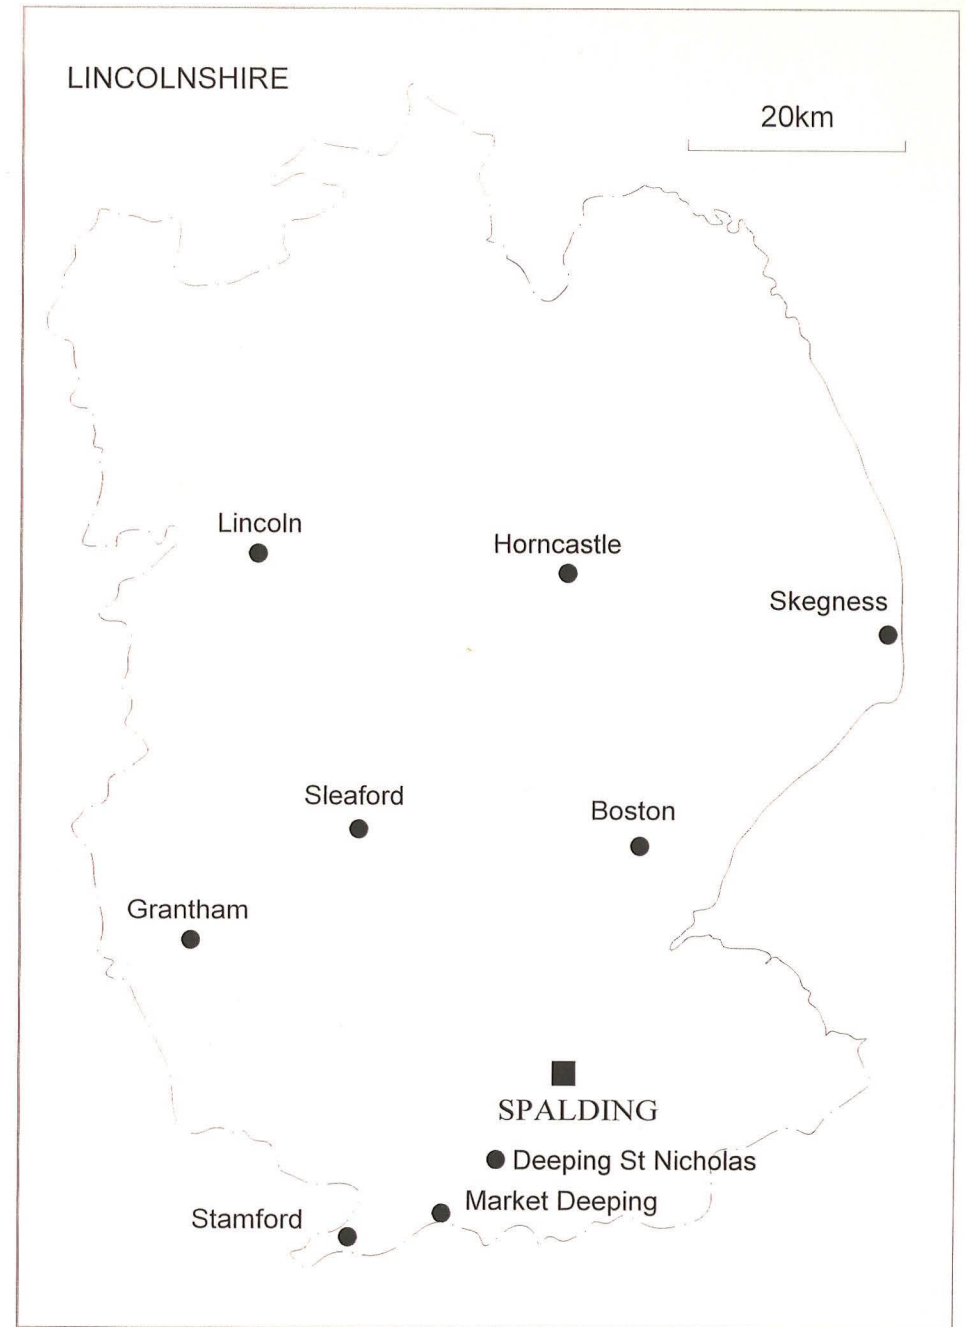 LINCOLNSHIRE
20km
Lincoln
Horncastle
Skegness
Sleaford
Boston
Grantham
SPALDING
Deeping St Nicholas
Market Deeping
Stamford